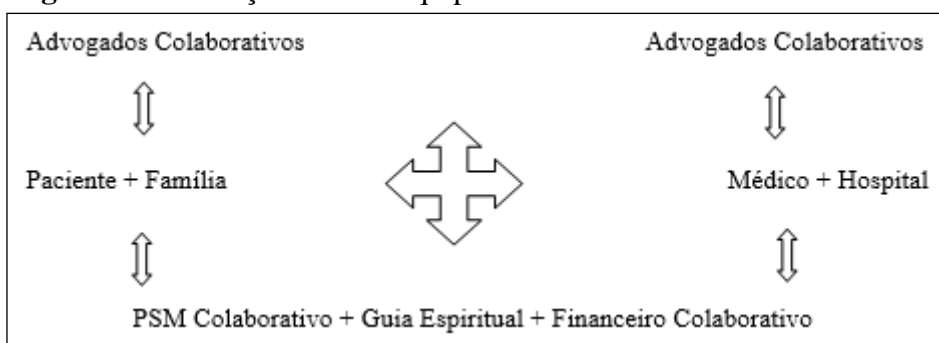 Advogados Colaborativos Advogados Colaborativos
Paciente + Família Médico + Hospital
PSM Colaborativo + Guia Espiritual + Financeiro Colaborativo